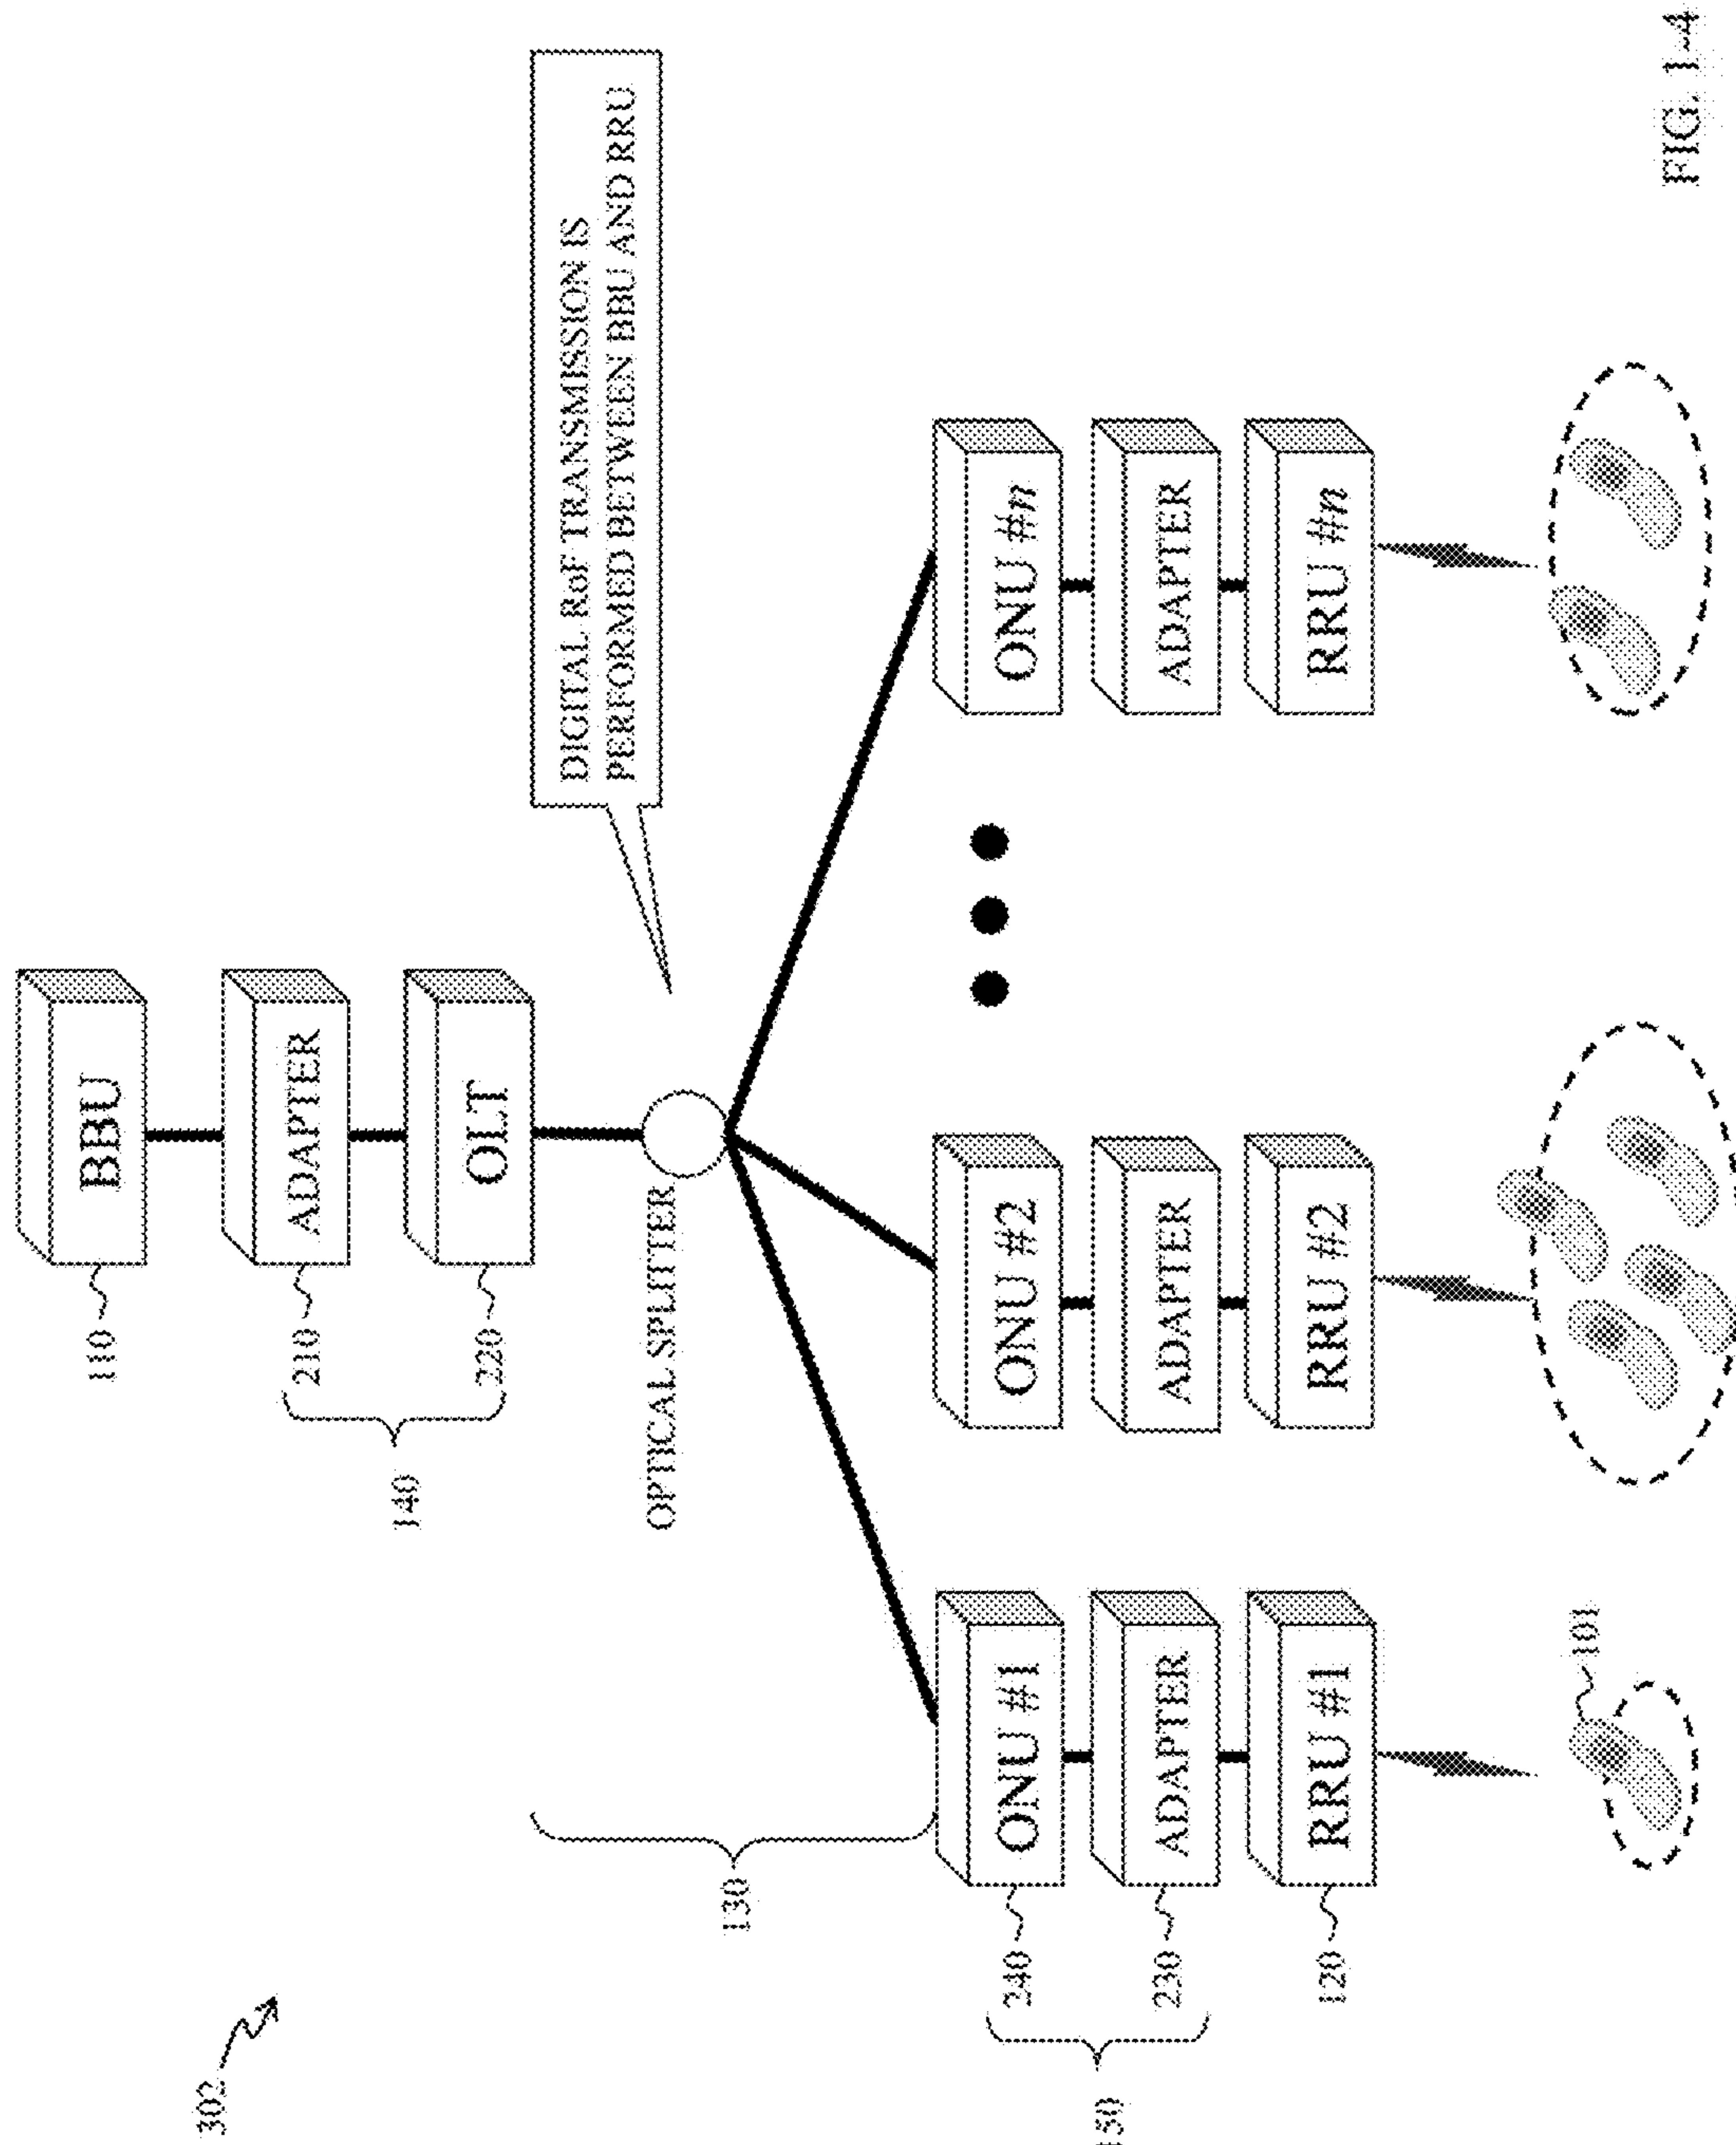 302
110
BBU
210
ADAPTER
140
220
OLT
OPTICAL SPLITTER
DIGITAL RoF TRANSMISSION IS
PERFORMED BETWEEN BBU AND RRU
130
240
ONU #1
ONU #2
ONU #n
150
230
ADAPTER
ADAPTER
ADAPTER
120
RRU #1
RRU #2
RRU #n
101
FIG. 1-4